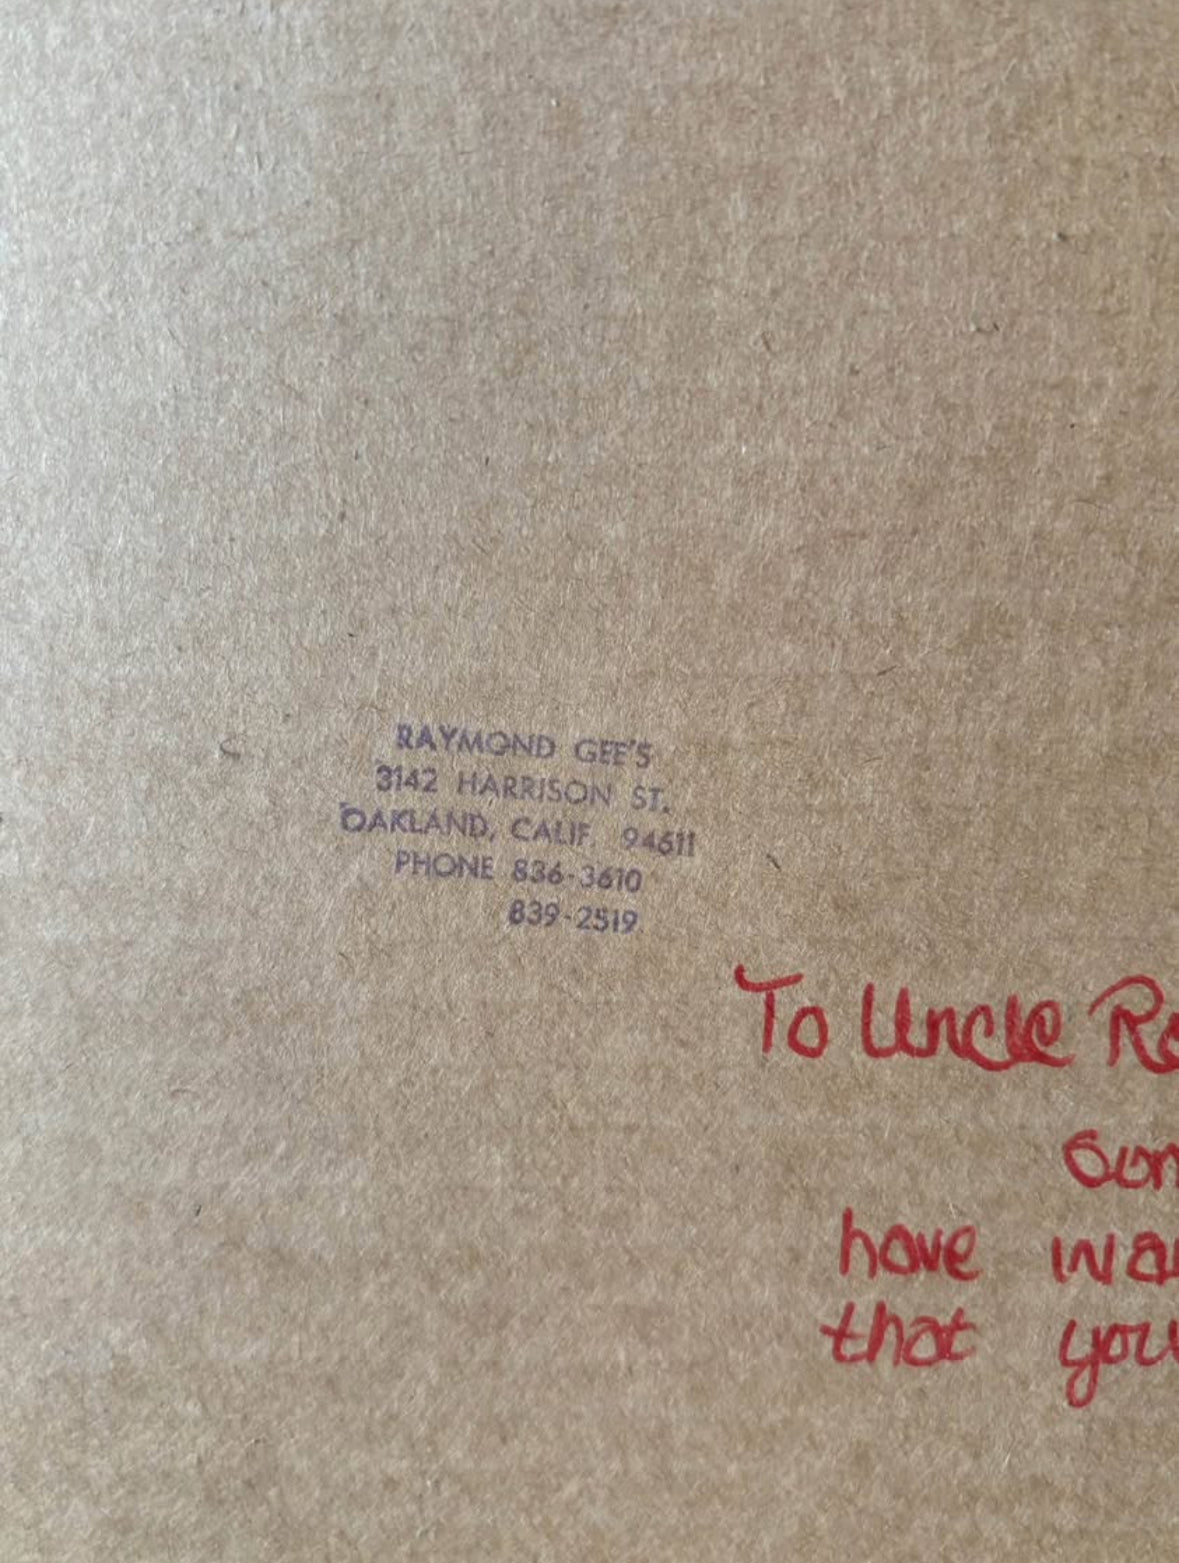 RAYMOND GEE'S
3142 HARRISON ST.
OAKLAND, CALIF. 94611
PHONE 836-3610
839-2519
To Uncle
have
that